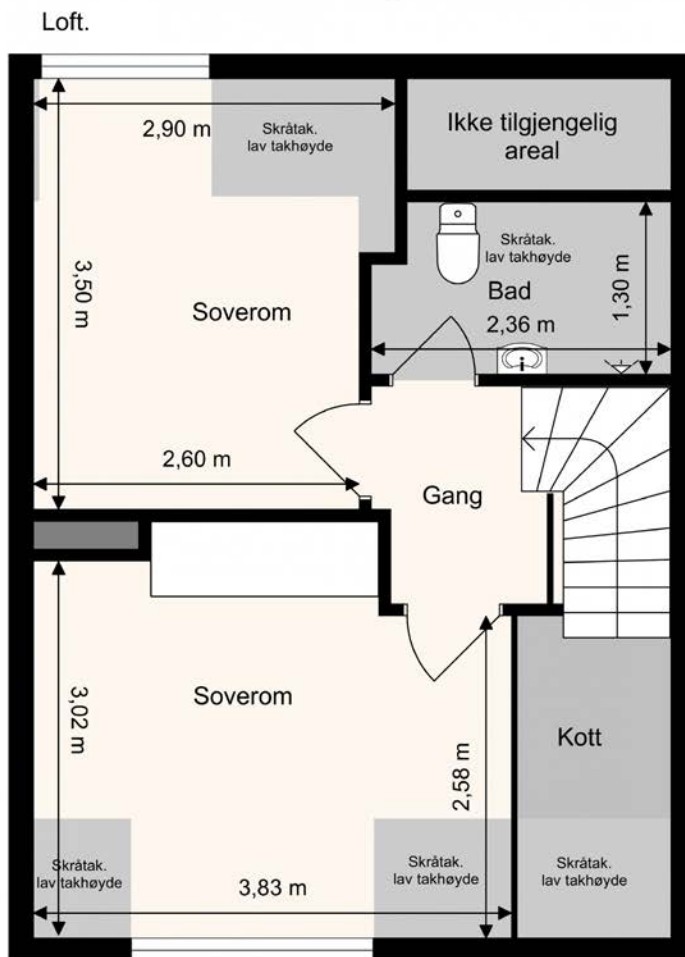 Loft.
2,90 m
Skråtak.
lav takhøyde
Ikke tilgjengelig
areal
3,50 m
Soverom
Skråtak.
lav takhøyde
Bad
2,36 m
1,30 m
2,60 m
Gang
3,02 m
Soverom
2,58 m
Kott
Skråtak.
lav takhøyde
3,83 m
Skråtak.
lav takhøyde
Skråtak.
lav takhøyde